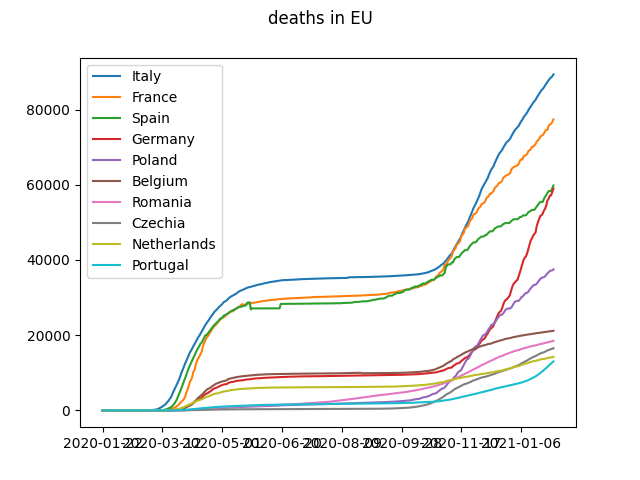 deaths in EU
Italy
France
Spain
Germany
Poland
Belgium
Romania
Czechia
Netherlands
Portugal
80000
60000
40000
20000
0
2020-01-22 2020-03-12 2020-05-01 2020-06-20 2020-08-09 2020-09-28 2020-11-17 2021-01-06